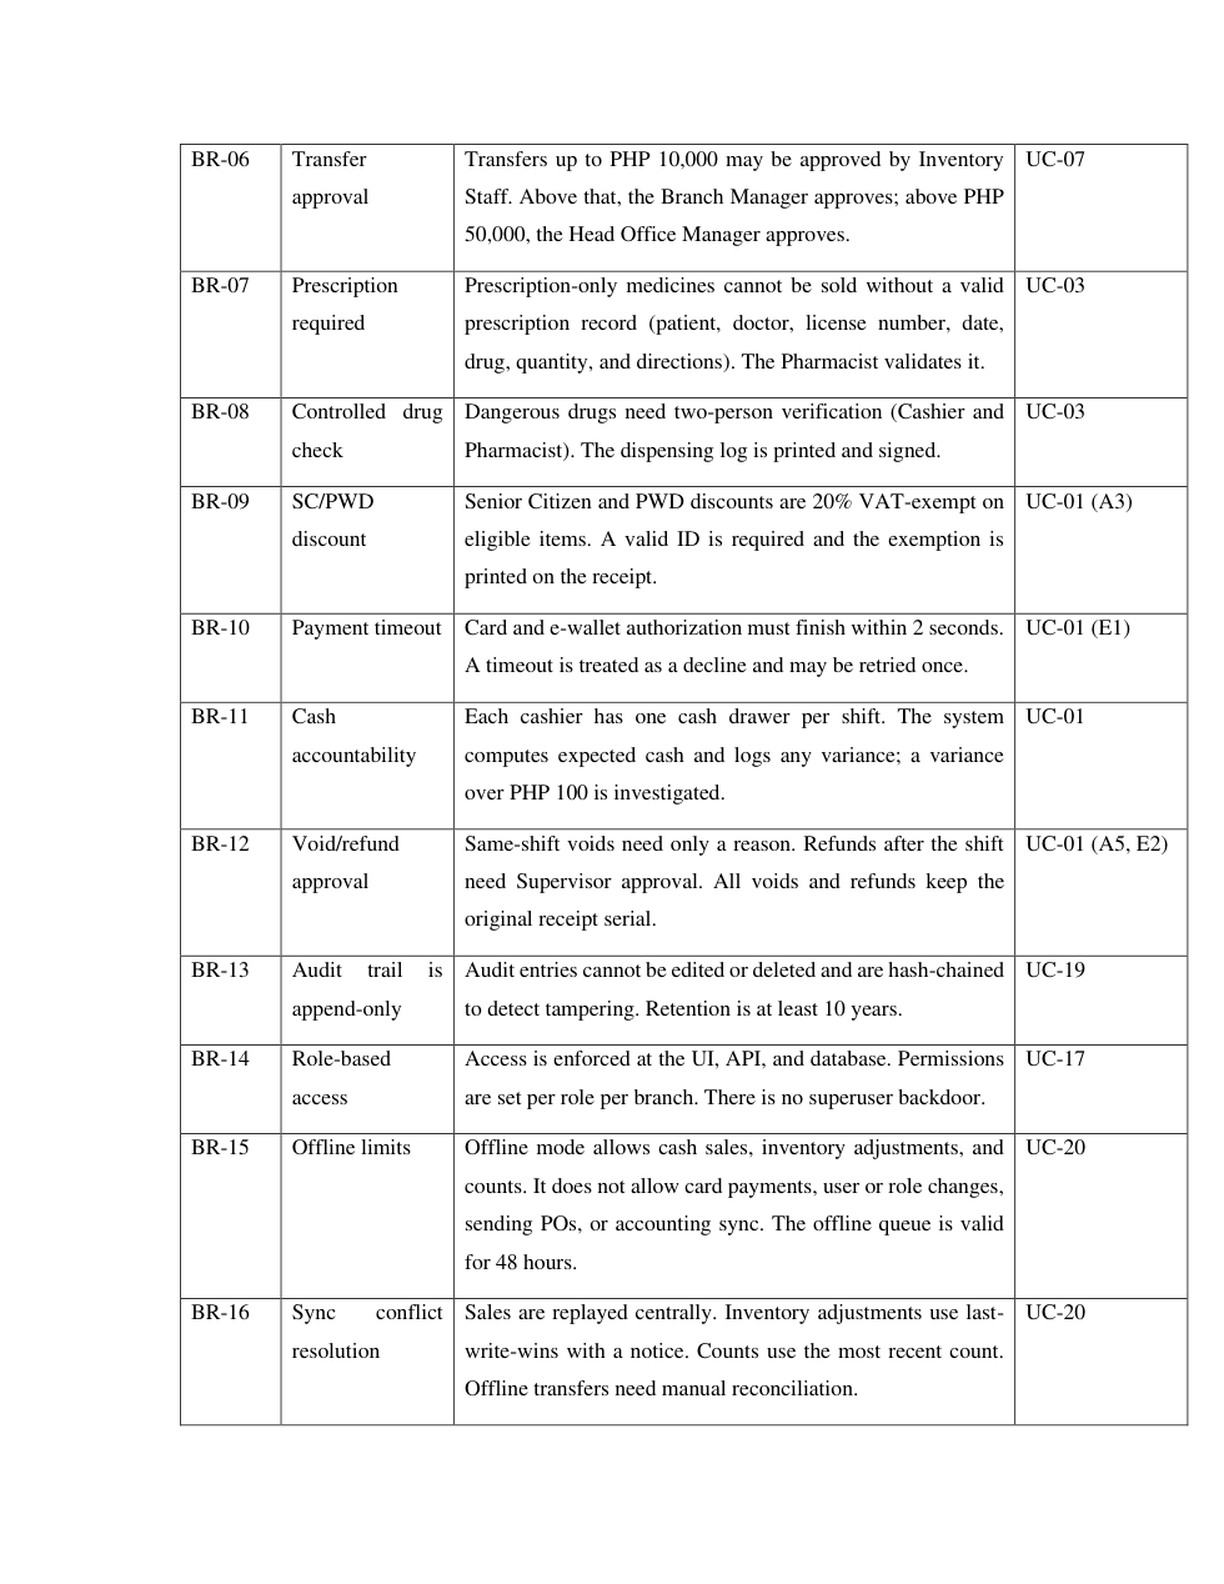 BR-06 Transfer Transfers up to PHP 10,000 may be approved by Inventory UC-07
approval Staff. Above that, the Branch Manager approves; above PHP
50,000, the Head Office Manager approves.
BR-07 Prescription Prescription-only medicines cannot be sold without a valid UC-03
required prescription record (patient, doctor, license number, date,
drug, quantity, and directions). The Pharmacist validates it.
BR-08 Controlled drug Dangerous drugs need two-person verification (Cashier and UC-03
check Pharmacist). The dispensing log is printed and signed.
BR-09 SC/PWD Senior Citizen and PWD discounts are 20% VAT-exempt on UC-01 (A3)
discount eligible items. A valid ID is required and the exemption is
printed on the receipt.
BR-10 Payment timeout Card and e-wallet authorization must finish within 2 seconds. UC-01 (E1)
A timeout is treated as a decline and may be retried once.
BR-11 Cash Each cashier has one cash drawer per shift. The system UC-01
accountability computes expected cash and logs any variance; a variance
over PHP 100 is investigated.
BR-12 Void/refund Same-shift voids need only a reason. Refunds after the shift UC-01 (A5, E2)
approval need Supervisor approval. All voids and refunds keep the
original receipt serial.
BR-13 Audit trail is Audit entries cannot be edited or deleted and are hash-chained UC-19
append-only to detect tampering. Retention is at least 10 years.
BR-14 Role-based Access is enforced at the UI, API, and database. Permissions UC-17
access are set per role per branch. There is no superuser backdoor.
BR-15 Offline limits Offline mode allows cash sales, inventory adjustments, and UC-20
counts. It does not allow card payments, user or role changes,
sending POs, or accounting sync. The offline queue is valid
for 48 hours.
BR-16 Sync conflict Sales are replayed centrally. Inventory adjustments use last- UC-20
resolution write-wins with a notice. Counts use the most recent count.
Offline transfers need manual reconciliation.